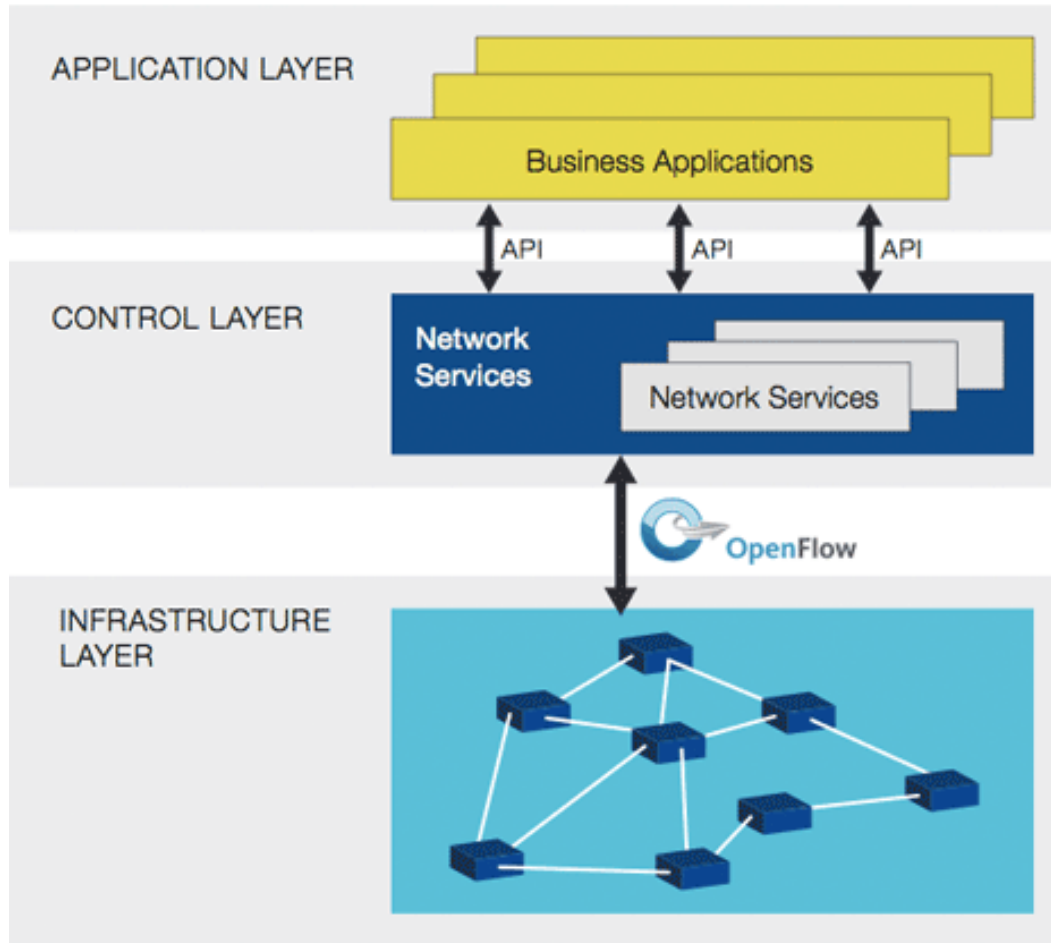 APPLICATION LAYER
Business Applications
API
API
API
CONTROL LAYER
Network
Services
Network Services
OpenFlow
INFRASTRUCTURE
LAYER